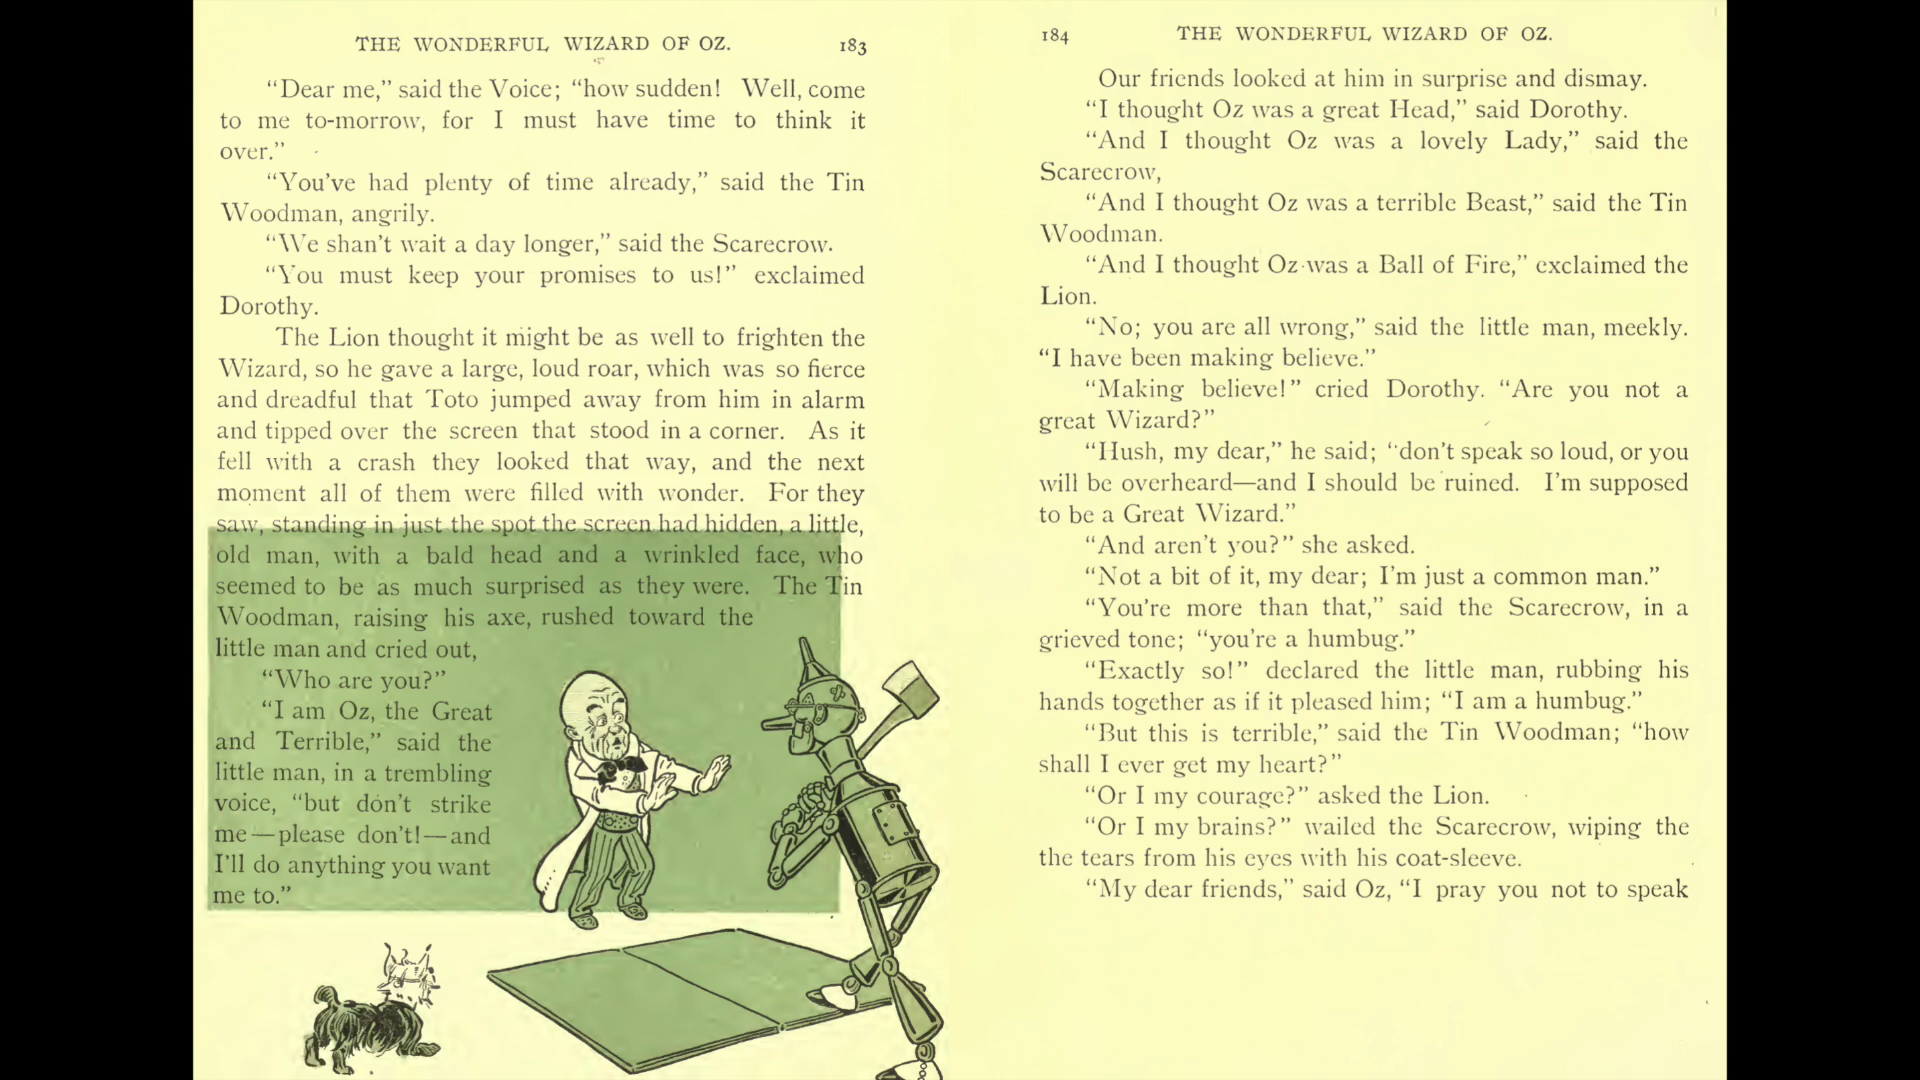 THE WONDERFUL WIZARD OF OZ. 183
“Dear me,” said the Voice; “how sudden! Well, come
to me to-morrow, for I must have time to think it
over.”
“You’ve had plenty of time already,” said the Tin
Woodman, angrily.
“We shan’t wait a day longer,” said the Scarecrow.
“You must keep your promises to us!” exclaimed
Dorothy.
The Lion thought it might be as well to frighten the
Wizard, so he gave a large, loud roar, which was so fierce
and dreadful that Toto jumped away from him in alarm
and tipped over the screen that stood in a corner. As it
fell with a crash they looked that way, and the next
moment all of them were filled with wonder. For they
saw, standing in just the spot the screen had hidden, a little,
old man, with a bald head and a wrinkled face, who
seemed to be as much surprised as they were. The Tin
Woodman, raising his axe, rushed toward the
little man and cried out,
“Who are you?”
“I am Oz, the Great
and Terrible,” said the
little man, in a trembling
voice, “but don’t strike
me—please don’t!—and
I’ll do anything you want
me to.”
184 THE WONDERFUL WIZARD OF OZ.
Our friends looked at him in surprise and dismay.
“I thought Oz was a great Head,” said Dorothy.
“And I thought Oz was a lovely Lady,” said the
Scarecrow,
“And I thought Oz was a terrible Beast,” said the Tin
Woodman.
“And I thought Oz was a Ball of Fire,” exclaimed the
Lion.
“No; you are all wrong,” said the little man, meekly.
“I have been making believe.”
“Making believe!” cried Dorothy. “Are you not a
great Wizard?”
“Hush, my dear,” he said; “don’t speak so loud, or you
will be overheard—and I should be ruined. I’m supposed
to be a Great Wizard.”
“And aren’t you?” she asked.
“Not a bit of it, my dear; I’m just a common man.”
“You’re more than that,” said the Scarecrow, in a
grieved tone; “you’re a humbug.”
“Exactly so!” declared the little man, rubbing his
hands together as if it pleased him; “I am a humbug.”
“But this is terrible,” said the Tin Woodman; “how
shall I ever get my heart?”
“Or I my courage?” asked the Lion.
“Or I my brains?” wailed the Scarecrow, wiping the
the tears from his eyes with his coat-sleeve.
“My dear friends,” said Oz, “I pray you not to speak